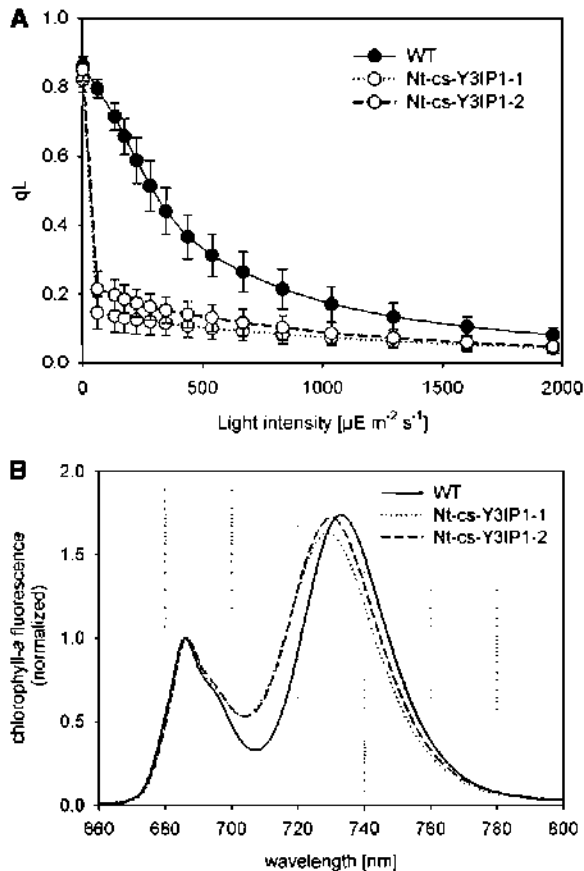 A
1.0
0.8
0.6
0.4
0.2
0.0
qL
WT
Nt-cs-Y3IP1-1
Nt-cs-Y3IP1-2
0 500 1000 1500 2000
Light intensity [µE m⁻² s⁻¹]
B
2.0
1.5
1.0
0.5
0.0
chlorophyll-a fluorescence
(normalized)
WT
Nt-cs-Y3IP1-1
Nt-cs-Y3IP1-2
660 680 700 720 740 760 780 800
wavelength [nm]